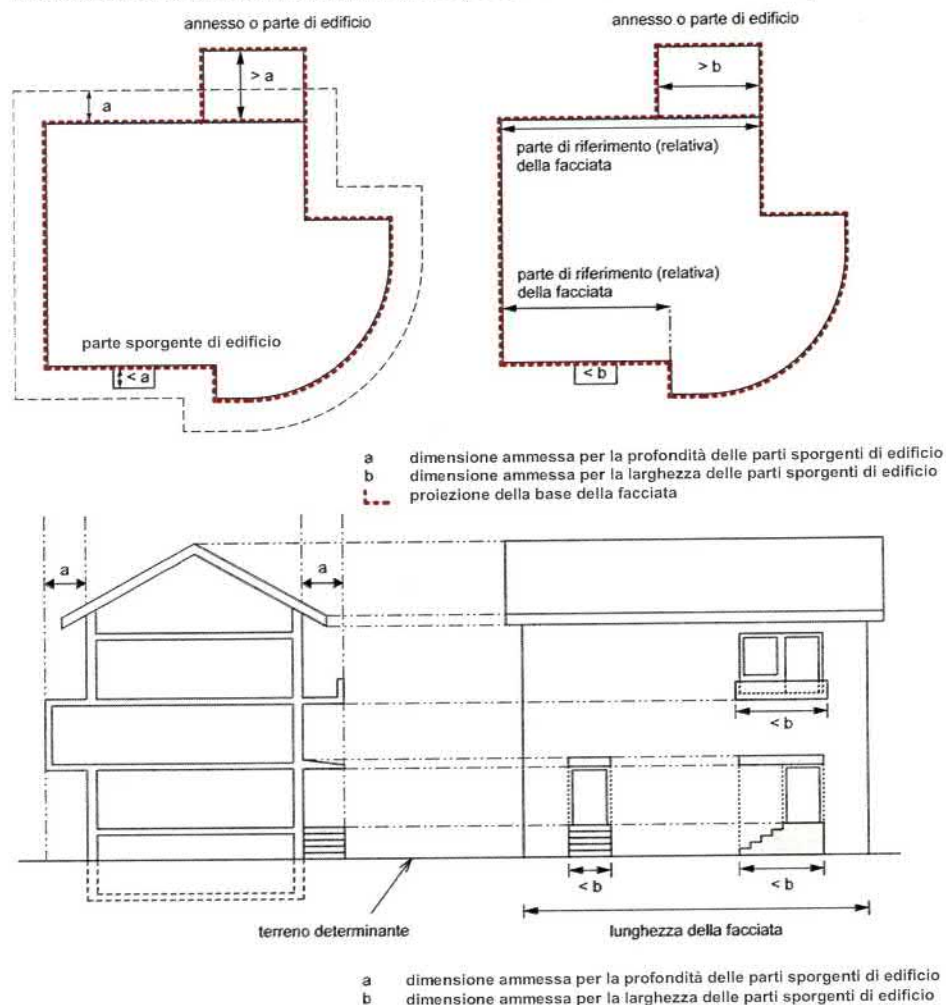 annesso o parte di edificio
annesso o parte di edificio
> a
a
> b
parte di riferimento (relativa)
della facciata
parte di riferimento (relativa)
della facciata
parte sporgente di edificio
< a
< b
a dimensione ammessa per la profondità delle parti sporgenti di edificio
b dimensione ammessa per la larghezza delle parti sporgenti di edificio
proiezione della base della facciata
a
a
< b
< b
< b
terreno determinante
lunghezza della facciata
a dimensione ammessa per la profondità delle parti sporgenti di edificio
b dimensione ammessa per la larghezza delle parti sporgenti di edificio